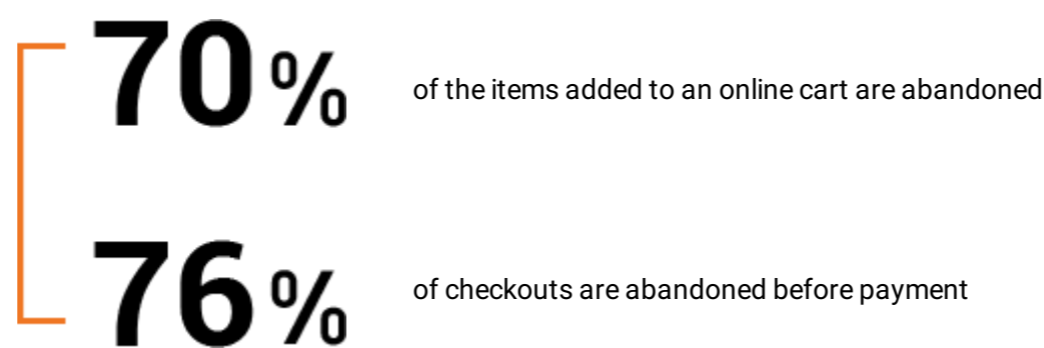 70%
of the items added to an online cart are abandoned
76%
of checkouts are abandoned before payment